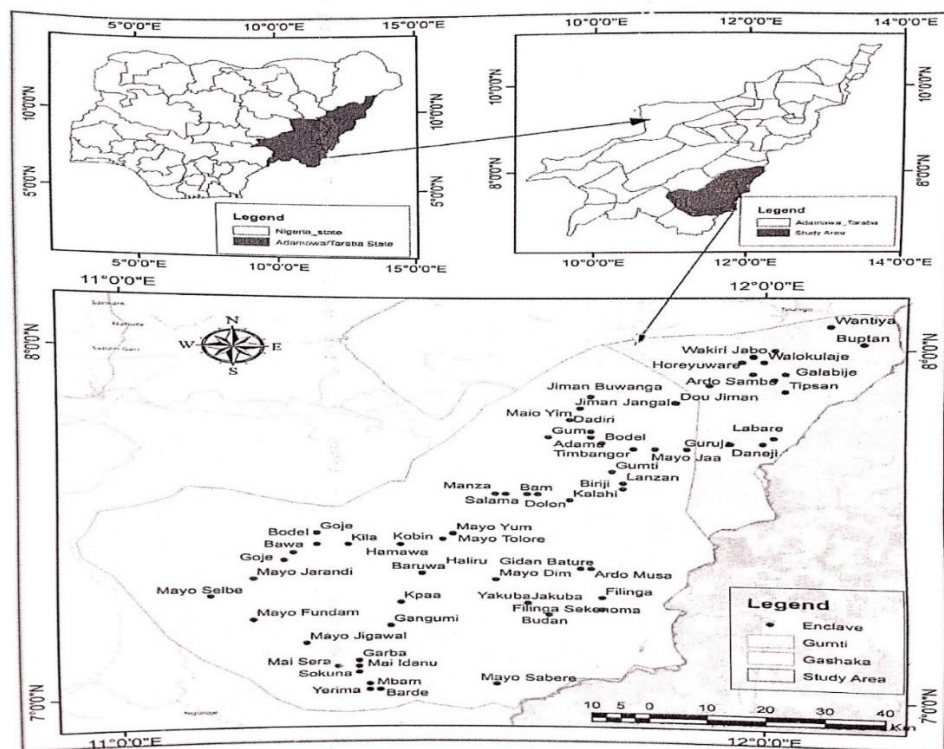 5°0'0"E 10°0'0"E 15°0'0"E
10°0'0"N
5°0'0"N
10°0'0"N
5°0'0"N
Legend
Nigeria_state
Adamawa/Taraba State
5°0'0"E 10°0'0"E 15°0'0"E
10°0'0"E 12°0'0"E 14°0'0"E
10°0'0"N
8°0'0"N
10°0'0"N
8°0'0"N
Legend
Adamawa_Taraba
Study Area
10°0'0"E 12°0'0"E 14°0'0"E
11°0'0"E 12°0'0"E
8°0'0"N
8°0'0"N
N
W E
S
Wantiya
Buptan
Wakiri Jabo
Walokulaje
Horeyuware
Galabije
Ardo Sambo
Tipsan
Jiman Buwanga
Jiman Jangal
Dou Jiman
Maio Yim
Dadiri
Gum
Adama
Bodel
Labare
Guruja
Daneji
Timbangor
Mayo Jaa
Gumti
Biriji
Lanzan
Manza
Bam
Salama
Dolon
Kalahi
Goje
Bodel
Mayo Yum
Bawa
Kila
Kobin
Mayo Tolore
Goje
Hamawa
Haliru
Gidan Bature
Baruwa
Mayo Jarandi
Mayo Dim
Ardo Musa
Mayo Selbe
Kpaa
Yakuba
Jakuba
Filinga
Filinga Sekenoma
Mayo Fundam
Gangumi
Budan
Mayo Jigawal
Garba
Mai Sera
Mai Idanu
Sokuna
Mbam
Mayo Sabere
Yerima
Barde
Legend
Enclave
Gumti
Gashaka
Study Area
10 5 0 10 20 30 40
Km
7°0'0"N
7°0'0"N
11°0'0"E 12°0'0"E